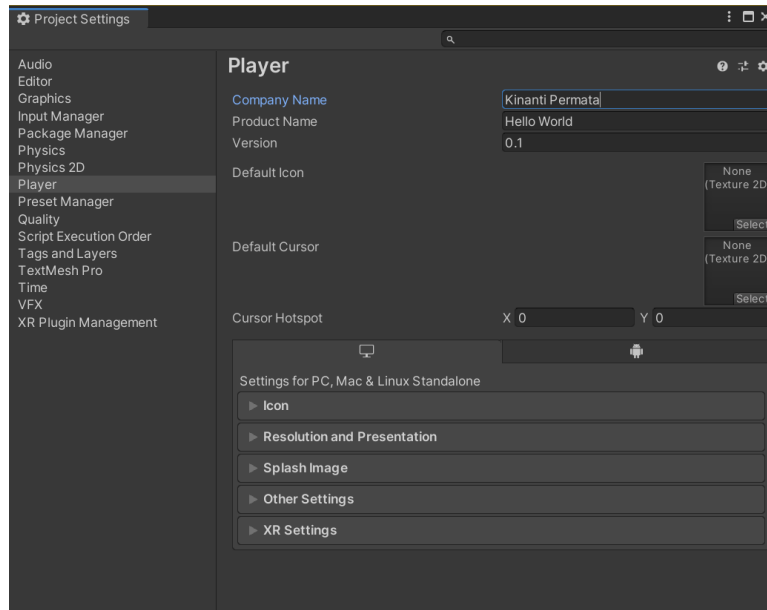 Project Settings
Audio
Editor
Graphics
Input Manager
Package Manager
Physics
Physics 2D
Player
Preset Manager
Quality
Script Execution Order
Tags and Layers
TextMesh Pro
Time
VFX
XR Plugin Management
Player
Company Name Kinanti Permata
Product Name Hello World
Version 0.1
Default Icon
None
(Texture 2D
Select
Default Cursor
None
(Texture 2D
Select
Cursor Hotspot X 0 Y 0
Settings for PC, Mac & Linux Standalone
Icon
Resolution and Presentation
Splash Image
Other Settings
XR Settings